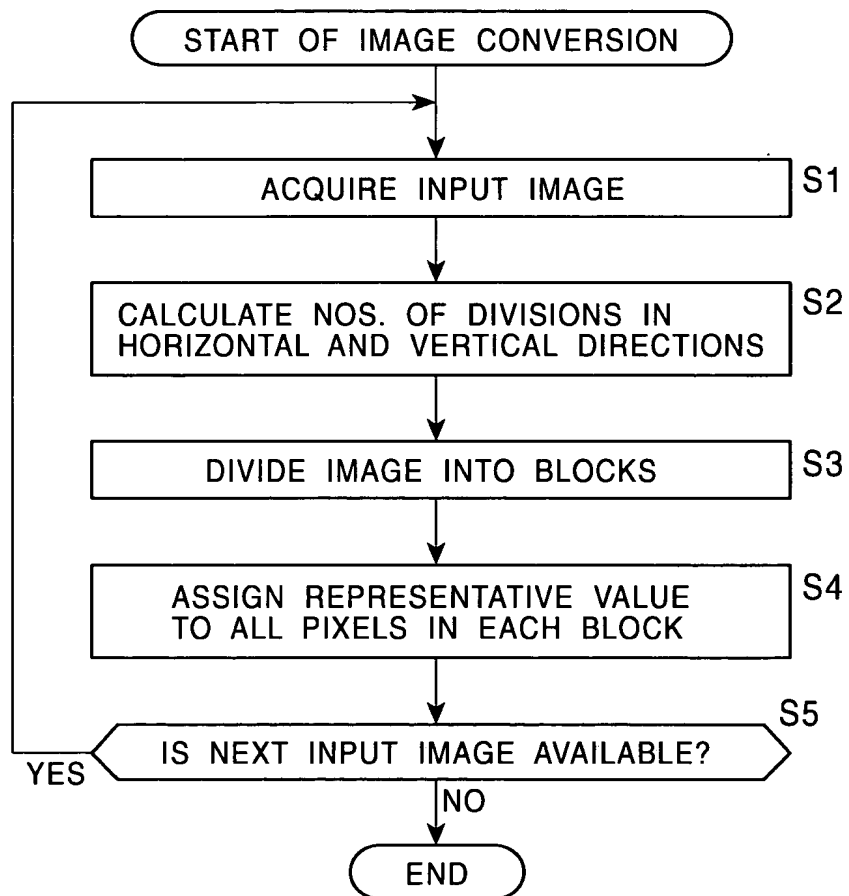 START OF IMAGE CONVERSION
ACQUIRE INPUT IMAGE
S1
CALCULATE NOS. OF DIVISIONS IN
HORIZONTAL AND VERTICAL DIRECTIONS
S2
DIVIDE IMAGE INTO BLOCKS
S3
ASSIGN REPRESENTATIVE VALUE
TO ALL PIXELS IN EACH BLOCK
S4
IS NEXT INPUT IMAGE AVAILABLE?
S5
YES
NO
END